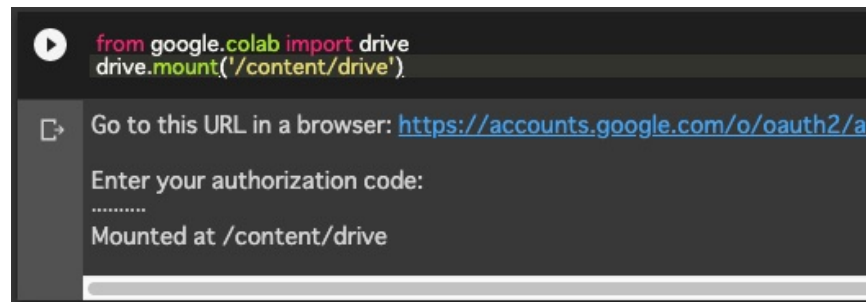 from google.colab import drive
drive.mount('/content/drive')
Go to this URL in a browser: https://accounts.google.com/o/oauth2/a
Enter your authorization code:
··········
Mounted at /content/drive